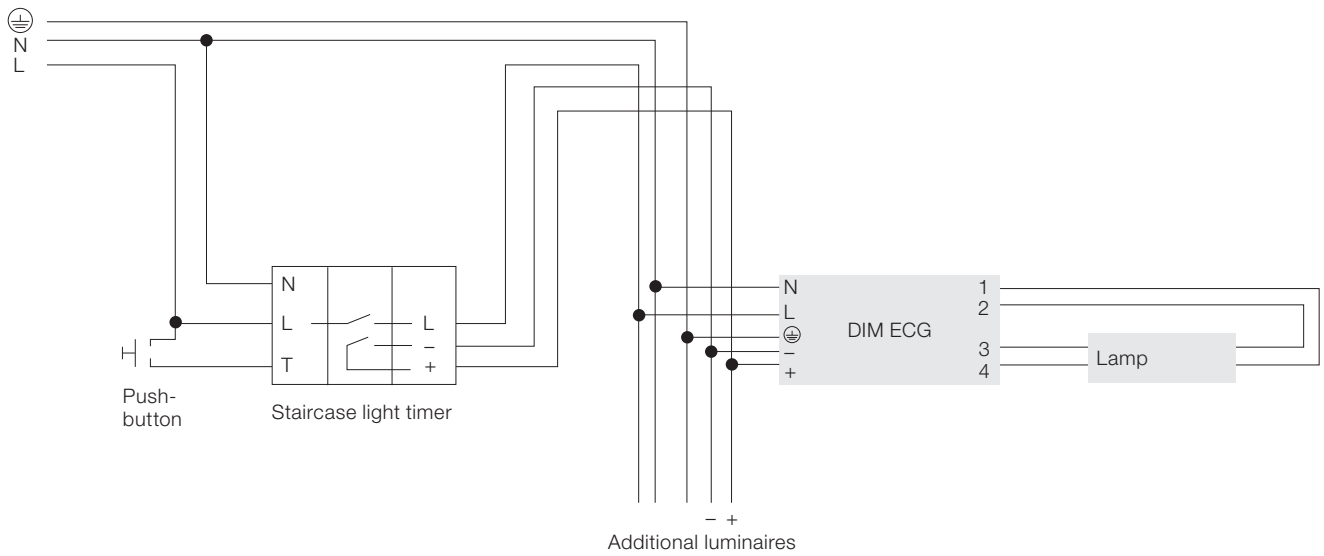 N
L
N
L
T
L
–
+
Push-
button
Staircase light timer
N
L
–
+
DIM ECG
1
2
3
4
Lamp
– +
Additional luminaires